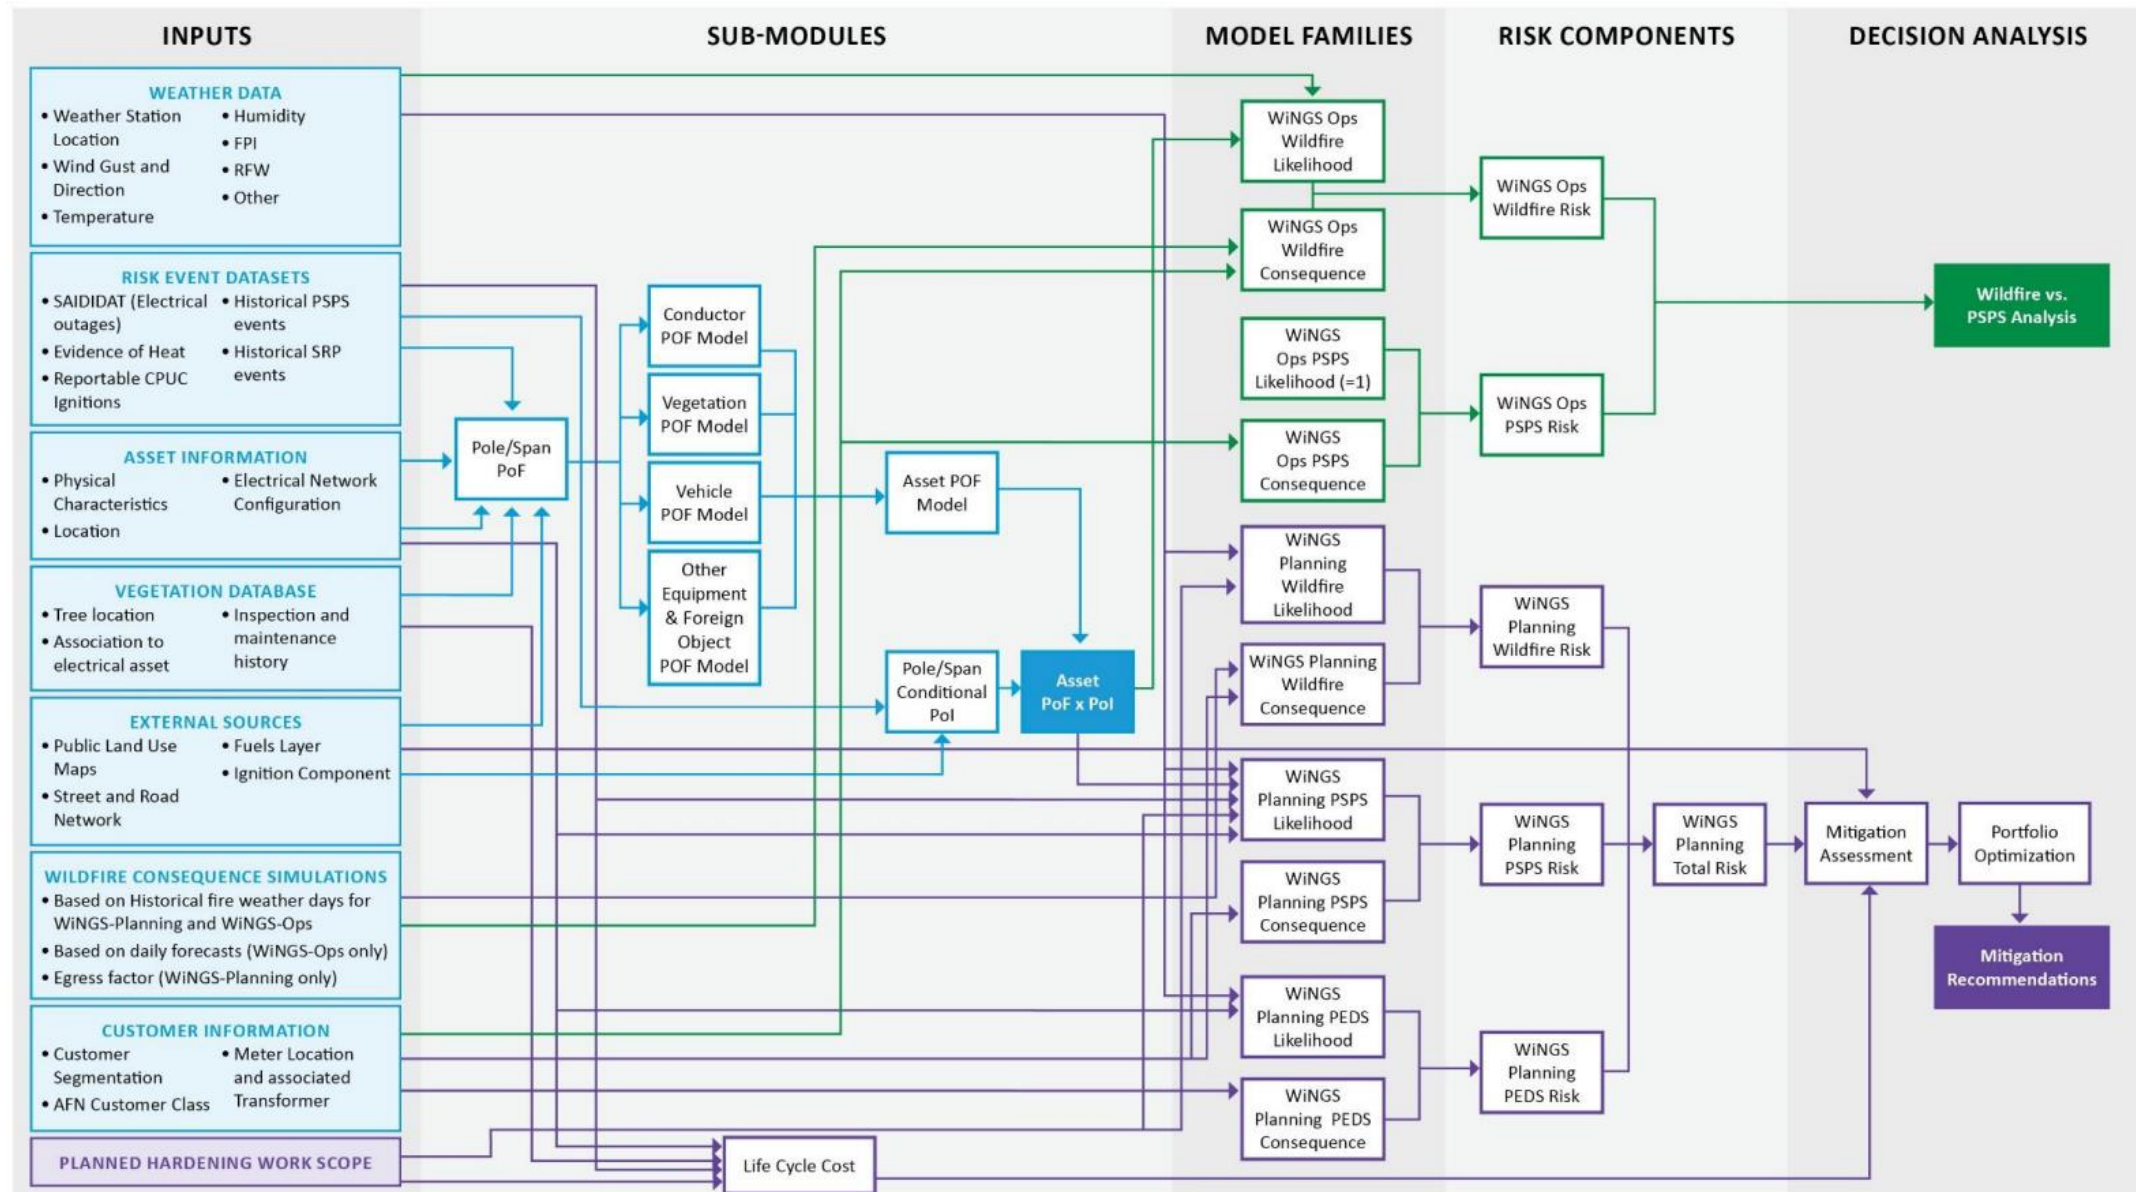 INPUTS
SUB-MODULES
MODEL FAMILIES
RISK COMPONENTS
DECISION ANALYSIS
WEATHER DATA
• Weather Station
Location
• Wind Gust and
Direction
• Temperature
• Humidity
• FPI
• RFW
• Other
RISK EVENT DATASETS
• SAIDIDAT (Electrical
outages)
• Evidence of Heat
• Reportable CPUC
Ignitions
• Historical PSPS
events
• Historical SRP
events
ASSET INFORMATION
• Physical
Characteristics
• Location
• Electrical Network
Configuration
VEGETATION DATABASE
• Tree location
• Association to
electrical asset
• Inspection and
maintenance
history
EXTERNAL SOURCES
• Public Land Use
Maps
• Street and Road
Network
• Fuels Layer
• Ignition Component
WILDFIRE CONSEQUENCE SIMULATIONS
• Based on Historical fire weather days for
WiNGS-Planning and WiNGS-Ops
• Based on daily forecasts (WiNGS-Ops only)
• Egress factor (WiNGS-Planning only)
CUSTOMER INFORMATION
• Customer
Segmentation
• AFN Customer Class
• Meter Location
and associated
Transformer
PLANNED HARDENING WORK SCOPE
Pole/Span
PoF
Conductor
POF Model
Vegetation
POF Model
Vehicle
POF Model
Other
Equipment
& Foreign
Object
POF Model
Asset POF
Model
Pole/Span
Conditional
PoI
Asset
PoF x PoI
Life Cycle Cost
WiNGS Ops
Wildfire
Likelihood
WiNGS Ops
Wildfire
Consequence
WiNGS
Ops PSPS
Likelihood (=1)
WiNGS
Ops PSPS
Consequence
WiNGS
Planning
Wildfire
Likelihood
WiNGS Planning
Wildfire
Consequence
WiNGS
Planning PSPS
Likelihood
WiNGS
Planning PSPS
Consequence
WiNGS
Planning PEDS
Likelihood
WiNGS
Planning PEDS
Consequence
WiNGS Ops
Wildfire Risk
WiNGS Ops
PSPS Risk
WiNGS
Planning
Wildfire Risk
WiNGS
Planning
PSPS Risk
WiNGS
Planning
Total Risk
WiNGS
Planning
PEDS Risk
Wildfire vs.
PSPS Analysis
Mitigation
Assessment
Portfolio
Optimization
Mitigation
Recommendations